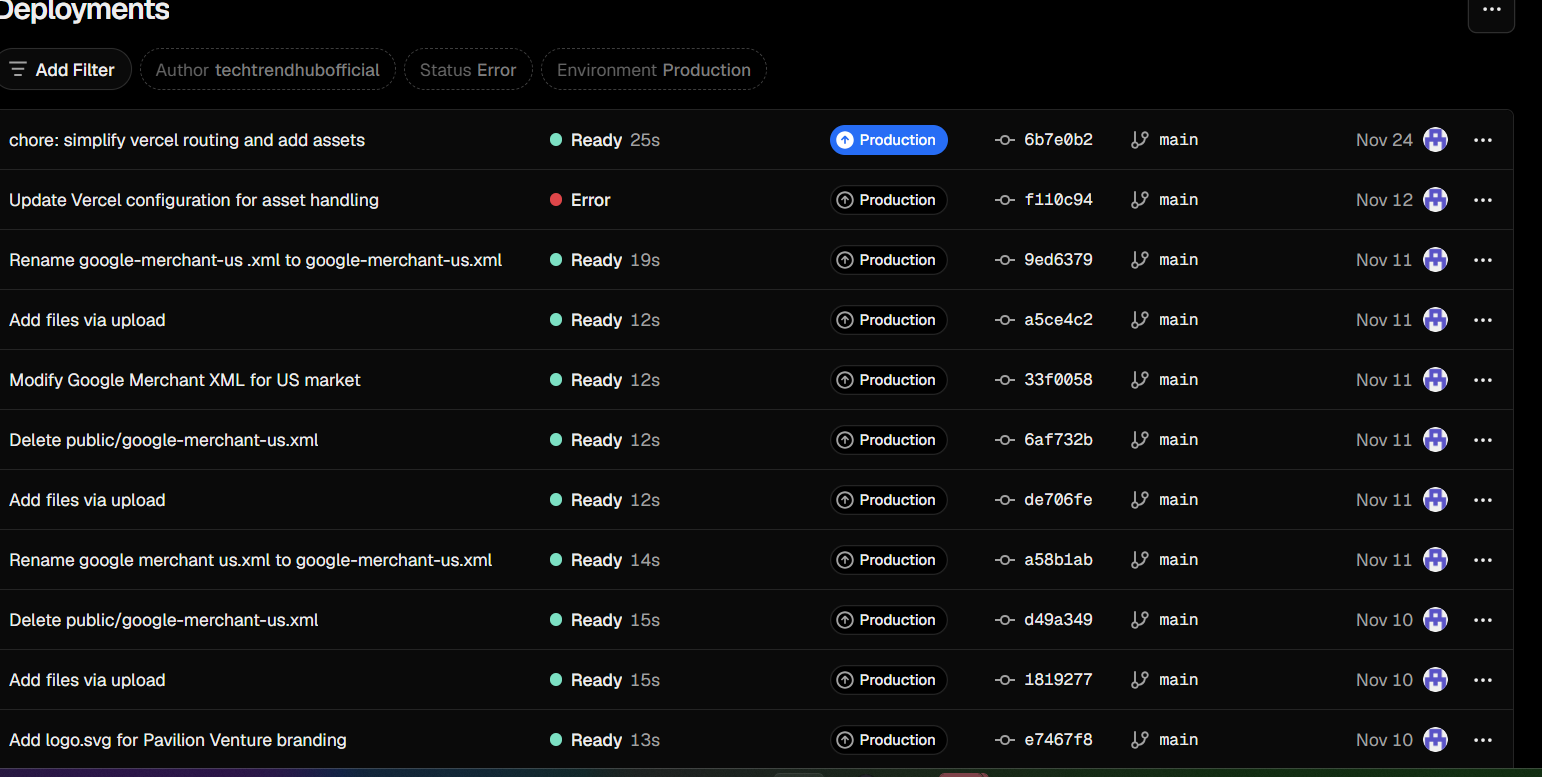 Deployments
Add Filter Author techtrendhubofficial Status Error Environment Production
chore: simplify vercel routing and add assets Ready 25s Production 6b7e0b2 main Nov 24
Update Vercel configuration for asset handling Error Production f110c94 main Nov 12
Rename google-merchant-us .xml to google-merchant-us.xml Ready 19s Production 9ed6379 main Nov 11
Add files via upload Ready 12s Production a5ce4c2 main Nov 11
Modify Google Merchant XML for US market Ready 12s Production 33f0058 main Nov 11
Delete public/google-merchant-us.xml Ready 12s Production 6af732b main Nov 11
Add files via upload Ready 12s Production de706fe main Nov 11
Rename google merchant us.xml to google-merchant-us.xml Ready 14s Production a58b1ab main Nov 11
Delete public/google-merchant-us.xml Ready 15s Production d49a349 main Nov 10
Add files via upload Ready 15s Production 1819277 main Nov 10
Add logo.svg for Pavilion Venture branding Ready 13s Production e7467f8 main Nov 10